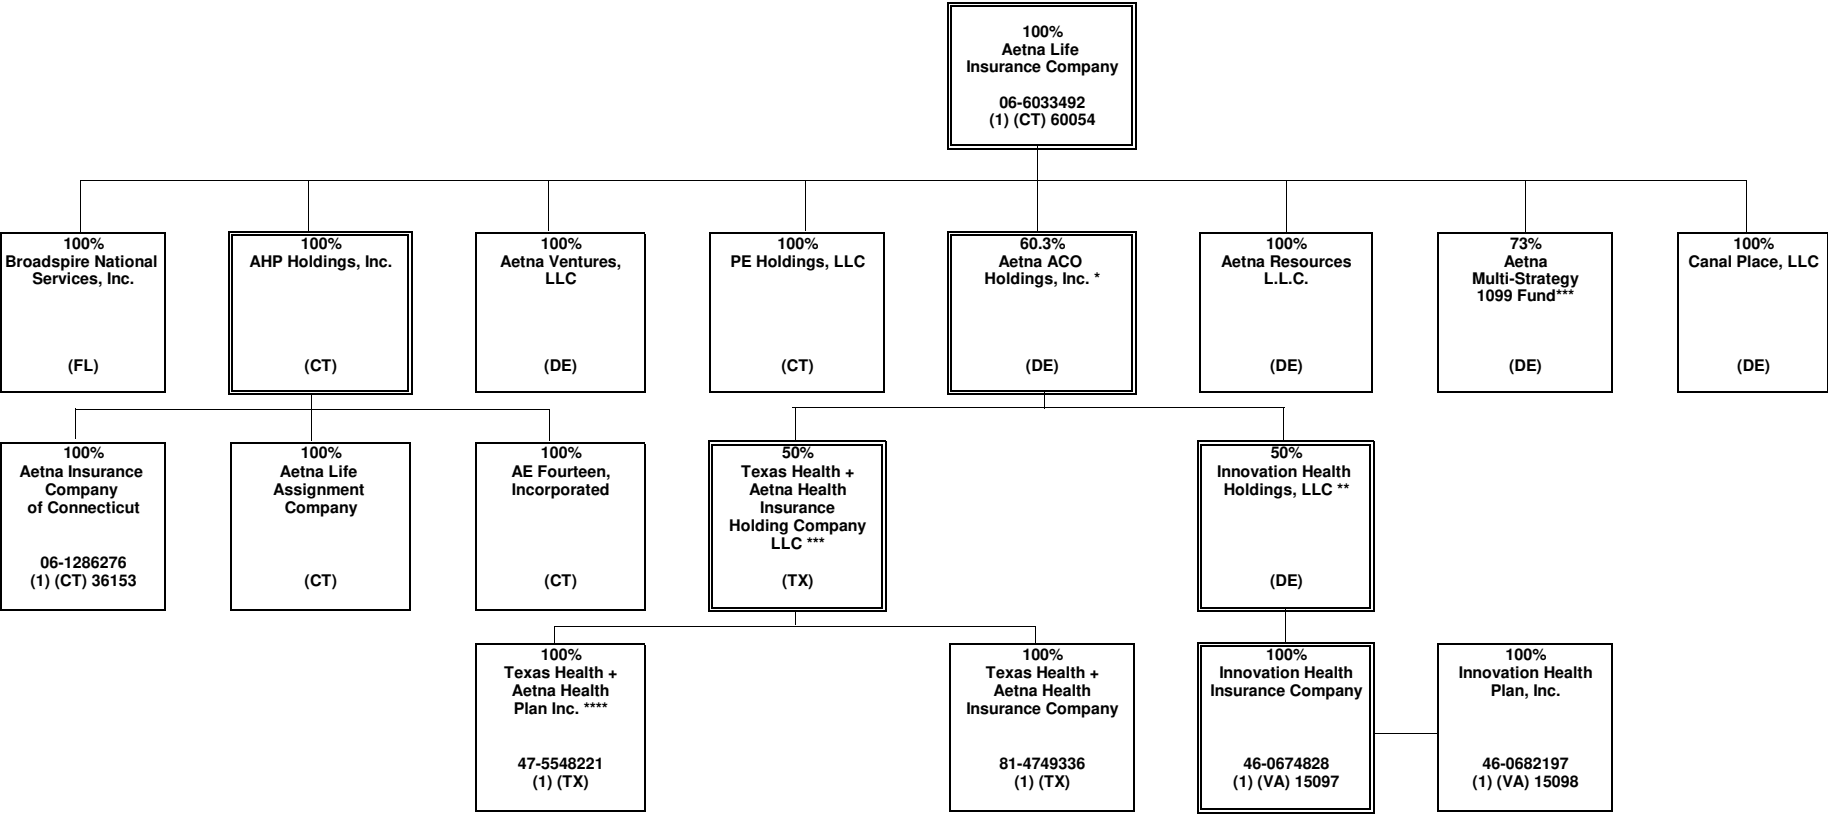 100%
Aetna Life
Insurance Company
06-6033492
(1) (CT) 60054
100%
Broadspire National
Services, Inc.
(FL)
100%
AHP Holdings, Inc.
(CT)
100%
Aetna Ventures,
LLC
(DE)
100%
PE Holdings, LLC
(CT)
60.3%
Aetna ACO
Holdings, Inc. *
(DE)
100%
Aetna Resources
L.L.C.
(DE)
73%
Aetna
Multi-Strategy
1099 Fund***
(DE)
100%
Canal Place, LLC
(DE)
100%
Aetna Insurance
Company
of Connecticut
06-1286276
(1) (CT) 36153
100%
Aetna Life
Assignment
Company
(CT)
100%
AE Fourteen,
Incorporated
(CT)
50%
Texas Health +
Aetna Health
Insurance
Holding Company
LLC ***
(TX)
50%
Innovation Health
Holdings, LLC **
(DE)
100%
Texas Health +
Aetna Health
Plan Inc. ****
47-5548221
(1) (TX)
100%
Texas Health +
Aetna Health
Insurance Company
81-4749336
(1) (TX)
100%
Innovation Health
Insurance Company
46-0674828
(1) (VA) 15097
100%
Innovation Health
Plan, Inc.
46-0682197
(1) (VA) 15098